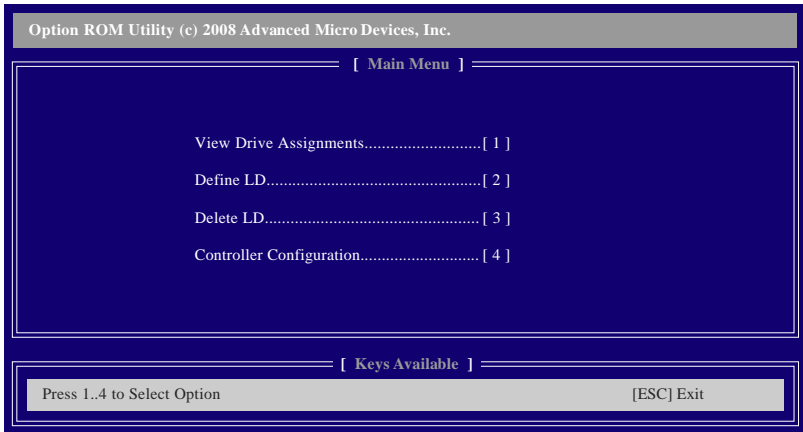 Option ROM Utility (c) 2008 Advanced Micro Devices, Inc.
[ Main Menu ]
View Drive Assignments...........................[ 1 ]
Define LD.................................................[ 2 ]
Delete LD.................................................[ 3 ]
Controller Configuration...........................[ 4 ]
[ Keys Available ]
Press 1..4 to Select Option [ESC] Exit